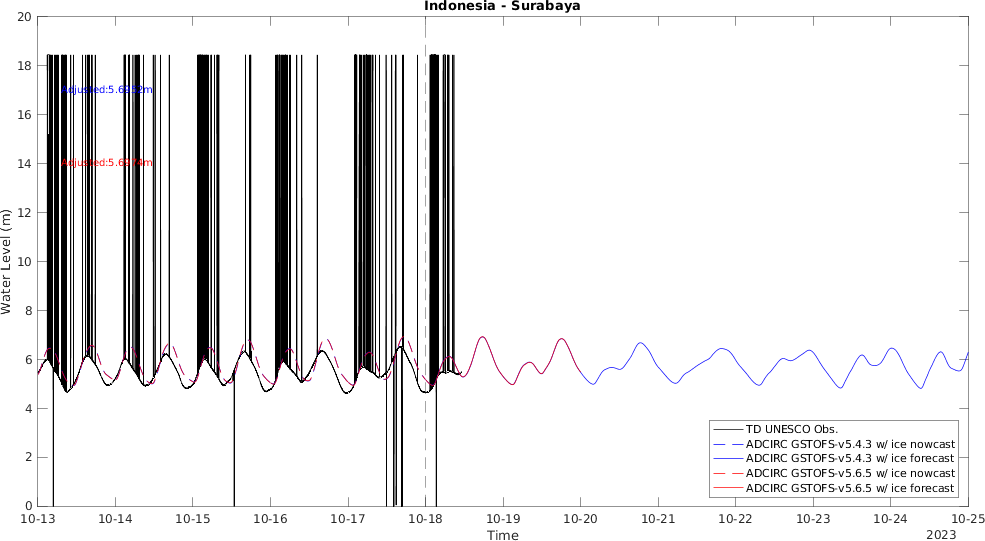 Indonesia - Surabaya
Water Level (m)
20
18
16
14
12
10
8
6
4
2
0
Adjusted:5.6952m
10-13
10-14
10-15
10-16
10-17
10-18
10-19
10-20
10-21
10-22
10-23
10-24
10-25
Time
2023
TD UNESCO Obs.
ADCIRC GSTOFS-v5.4.3 w/ ice nowcast
ADCIRC GSTOFS-v5.4.3 w/ ice forecast
ADCIRC GSTOFS-v5.6.5 w/ ice nowcast
ADCIRC GSTOFS-v5.6.5 w/ ice forecast